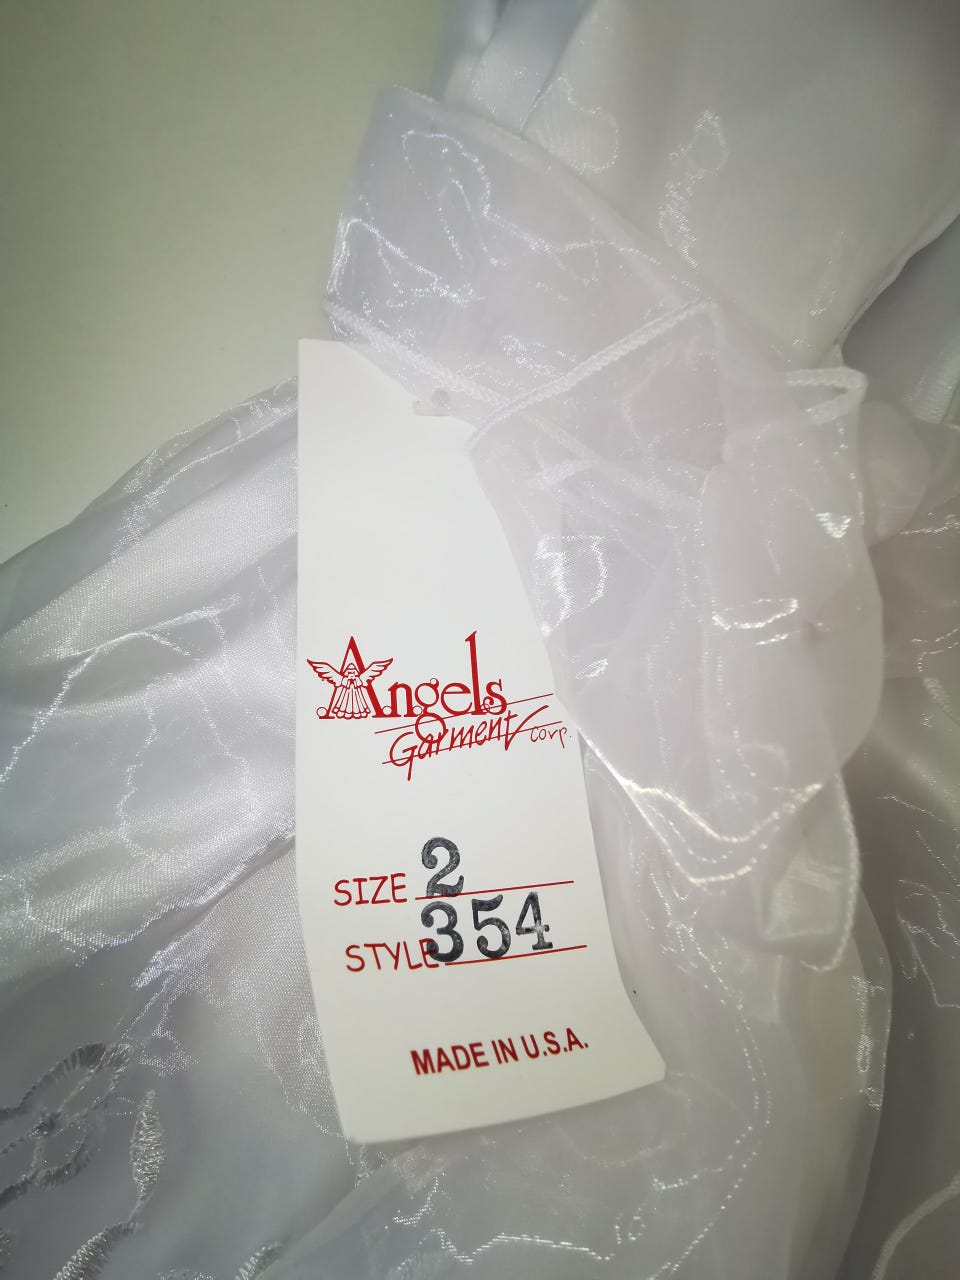 Angels
Garment Corp.
SIZE 2
STYLE 354
MADE IN U.S.A.